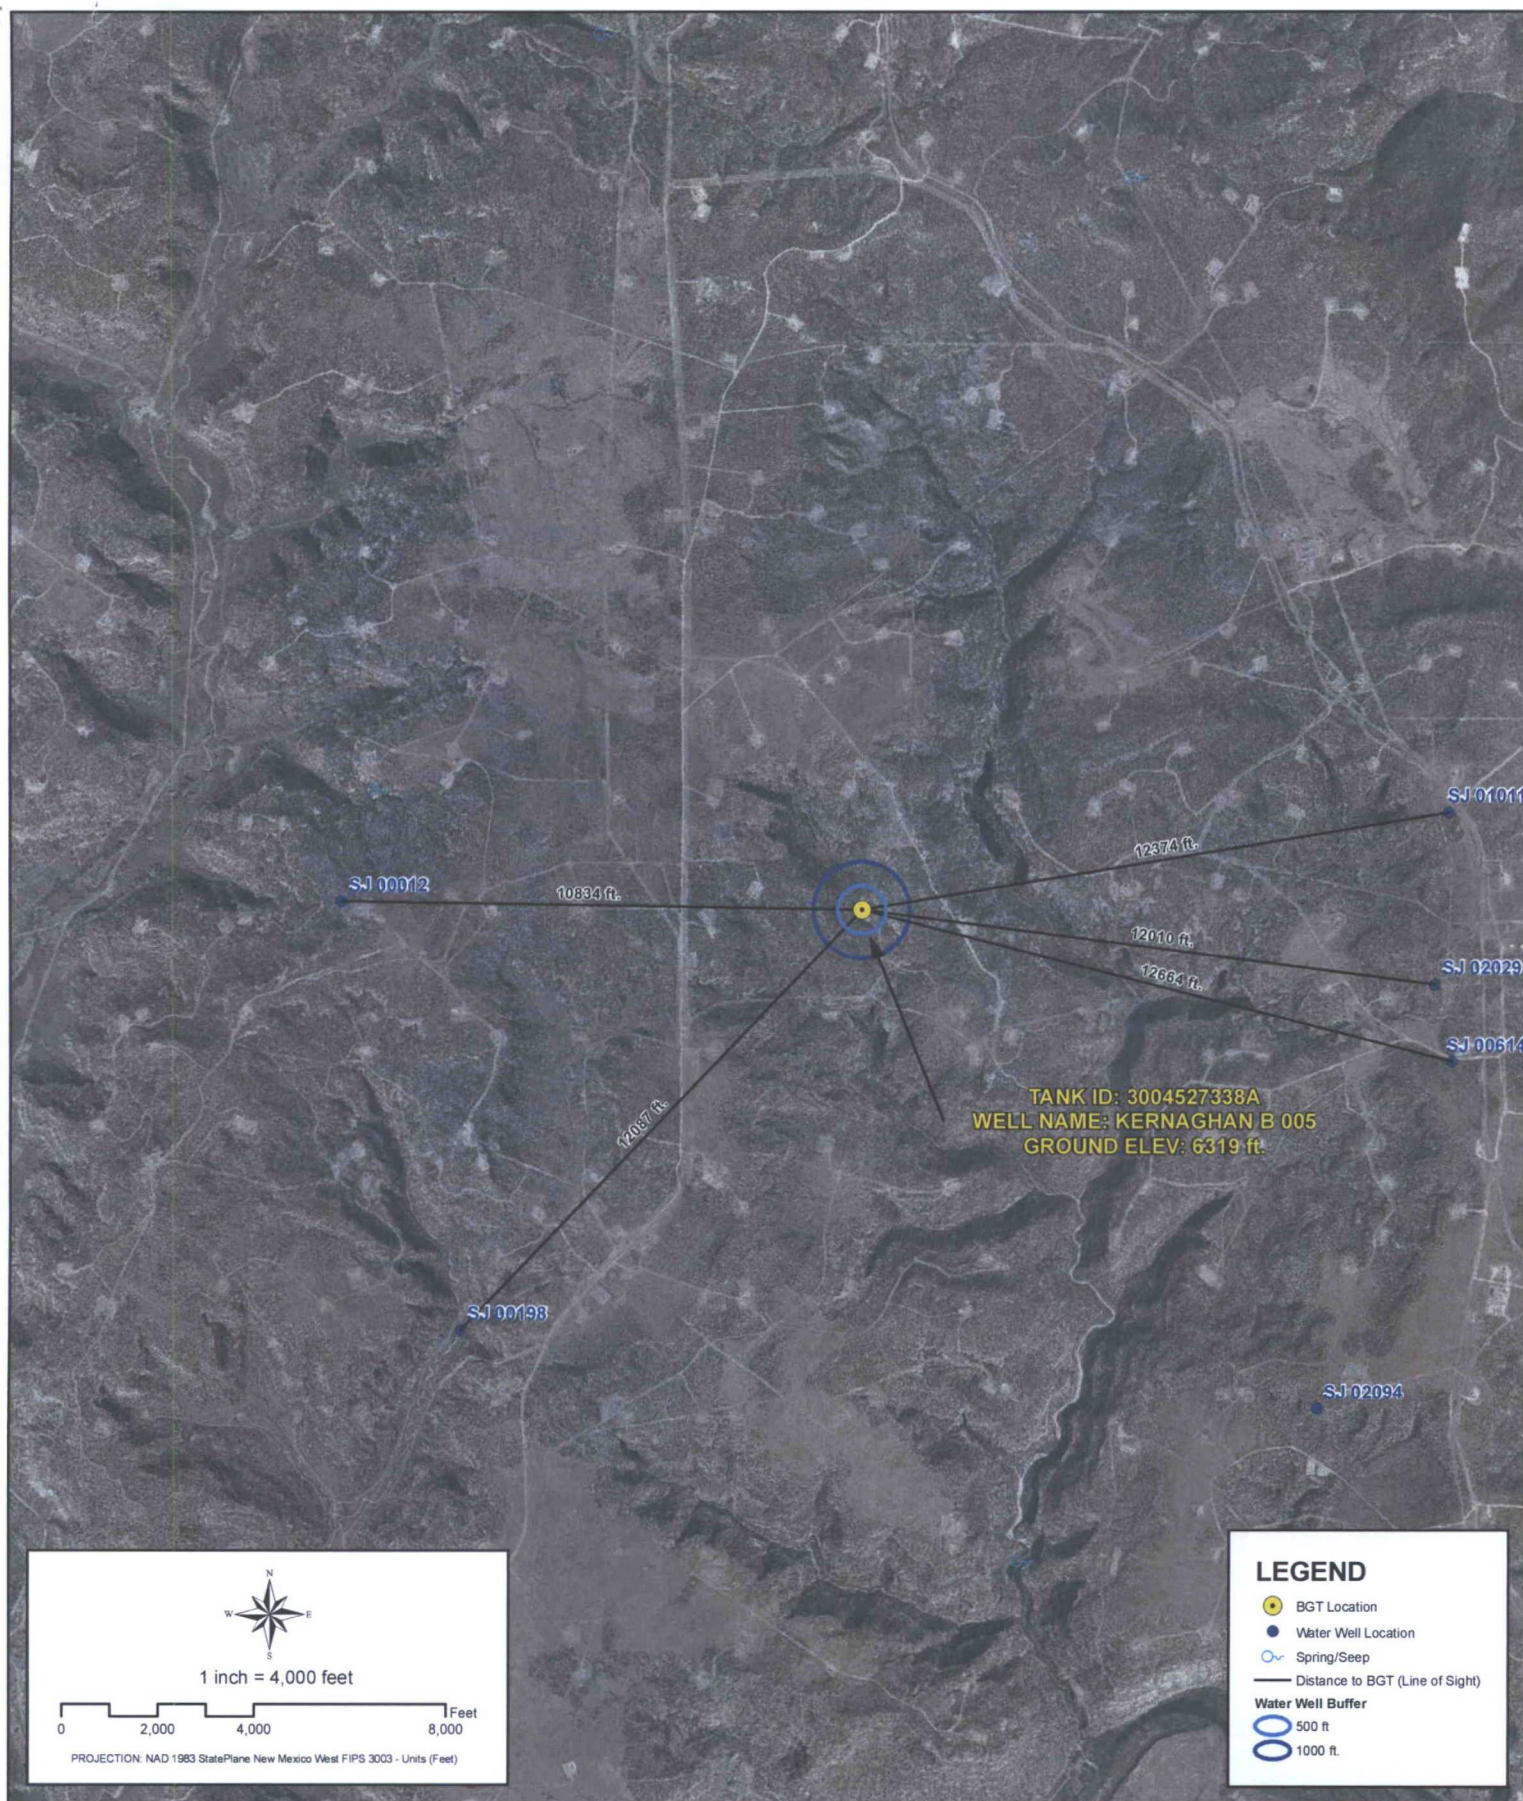 SJ 01011
12374 ft.
SJ 00012
10834 ft.
12010 ft.
SJ 02029
12664 ft.
SJ 00614
TANK ID: 3004527338A
WELL NAME: KERNAGHAN B 005
GROUND ELEV: 6319 ft.
12087 ft.
SJ 00198
SJ 02094
N
W E
S
1 inch = 4,000 feet
Feet
0 2,000 4,000 8,000
PROJECTION: NAD 1983 StatePlane New Mexico West FIPS 3003 - Units (Feet)
LEGEND
BGT Location
Water Well Location
Spring/Seep
Distance to BGT (Line of Sight)
Water Well Buffer
500 ft
1000 ft.